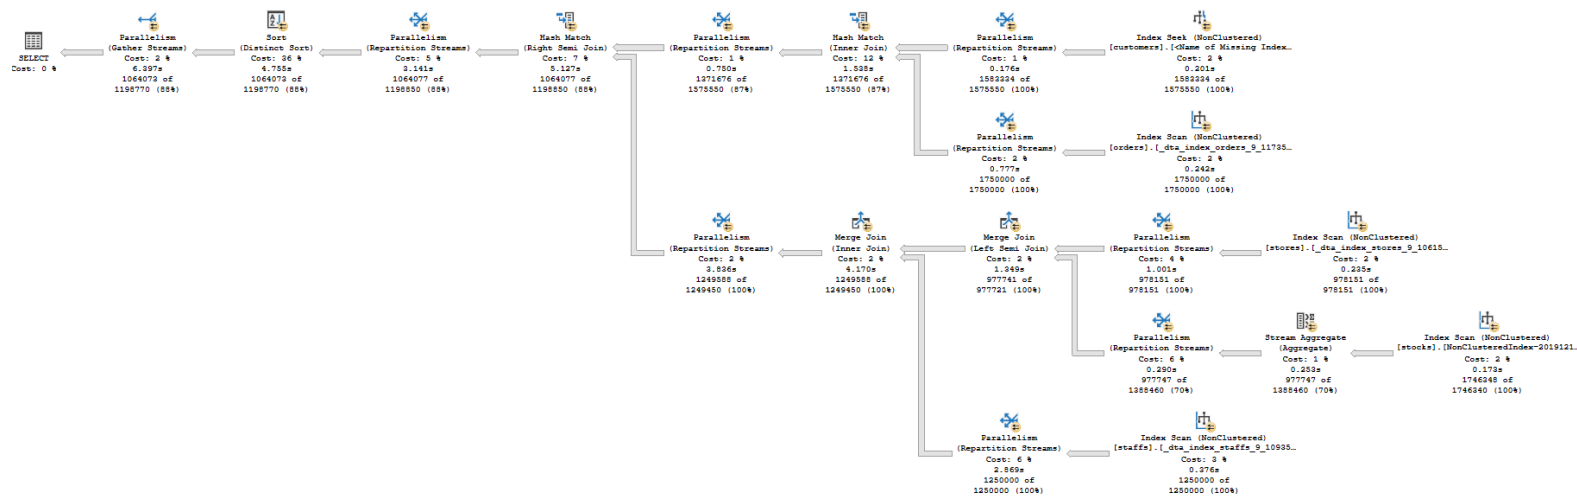 SELECT
Cost: 0 %
Parallelism
(Gather Streams)
Cost: 2 %
6.397s
1064073 of
1198770 (88%)
Sort
(Distinct Sort)
Cost: 36 %
4.755s
1064073 of
1198770 (88%)
Parallelism
(Repartition Streams)
Cost: 5 %
3.141s
1064077 of
1198850 (88%)
Hash Match
(Right Semi Join)
Cost: 7 %
5.127s
1064077 of
1198850 (88%)
Parallelism
(Repartition Streams)
Cost: 1 %
0.750s
1371676 of
1575550 (87%)
Hash Match
(Inner Join)
Cost: 12 %
1.538s
1371676 of
1575550 (87%)
Parallelism
(Repartition Streams)
Cost: 1 %
0.176s
1583334 of
1575550 (100%)
Index Seek (NonClustered)
[customers].[<Name of Missing Index…
Cost: 2 %
0.201s
1583334 of
1575550 (100%)
Parallelism
(Repartition Streams)
Cost: 2 %
0.777s
1750000 of
1750000 (100%)
Index Scan (NonClustered)
[orders].[_dta_index_orders_9_11735…
Cost: 2 %
0.242s
1750000 of
1750000 (100%)
Parallelism
(Repartition Streams)
Cost: 2 %
3.836s
1249588 of
1249450 (100%)
Merge Join
(Inner Join)
Cost: 2 %
4.170s
1249588 of
1249450 (100%)
Merge Join
(Left Semi Join)
Cost: 2 %
1.349s
977741 of
977721 (100%)
Parallelism
(Repartition Streams)
Cost: 4 %
1.001s
978151 of
978151 (100%)
Index Scan (NonClustered)
[stores].[_dta_index_stores_9_10615…
Cost: 2 %
0.235s
978151 of
978151 (100%)
Parallelism
(Repartition Streams)
Cost: 6 %
0.290s
977747 of
1388460 (70%)
Stream Aggregate
(Aggregate)
Cost: 1 %
0.253s
977747 of
1388460 (70%)
Index Scan (NonClustered)
[stocks].[NonClusteredIndex-2019121…
Cost: 2 %
0.173s
1746348 of
1746340 (100%)
Parallelism
(Repartition Streams)
Cost: 6 %
2.869s
1250000 of
1250000 (100%)
Index Scan (NonClustered)
[staffs].[_dta_index_staffs_9_10935…
Cost: 3 %
0.376s
1250000 of
1250000 (100%)